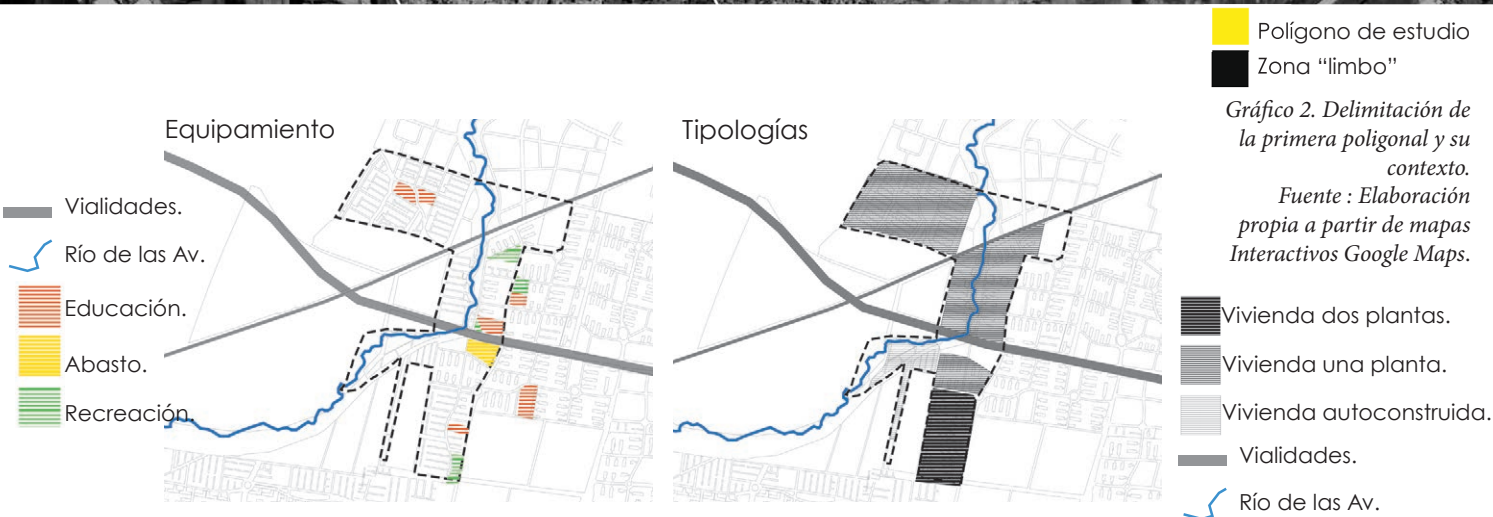 Polígono de estudio
Zona “limbo”
Gráfico 2. Delimitación de
la primera poligonal y su
contexto.
Fuente : Elaboración
propia a partir de mapas
Interactivos Google Maps.
Equipamiento
Vialidades.
Río de las Av.
Educación.
Abasto.
Recreación.
Tipologías
Vivienda dos plantas.
Vivienda una planta.
Vivienda autoconstruida.
Vialidades.
Río de las Av.